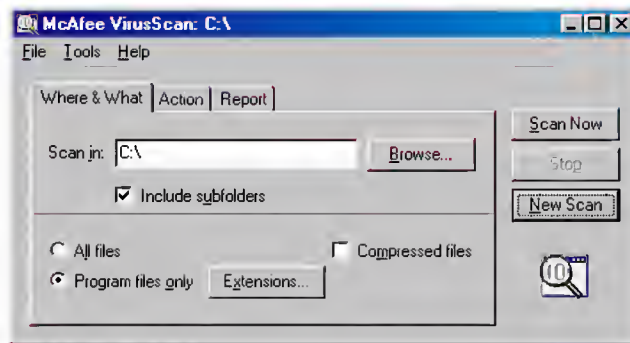 McAfee VirusScan: C:\
File Tools Help
Where & What Action Report
Scan in: C:\ Browse...
Include subfolders
All files Compressed files
Program files only Extensions...
Scan Now
Stop
New Scan